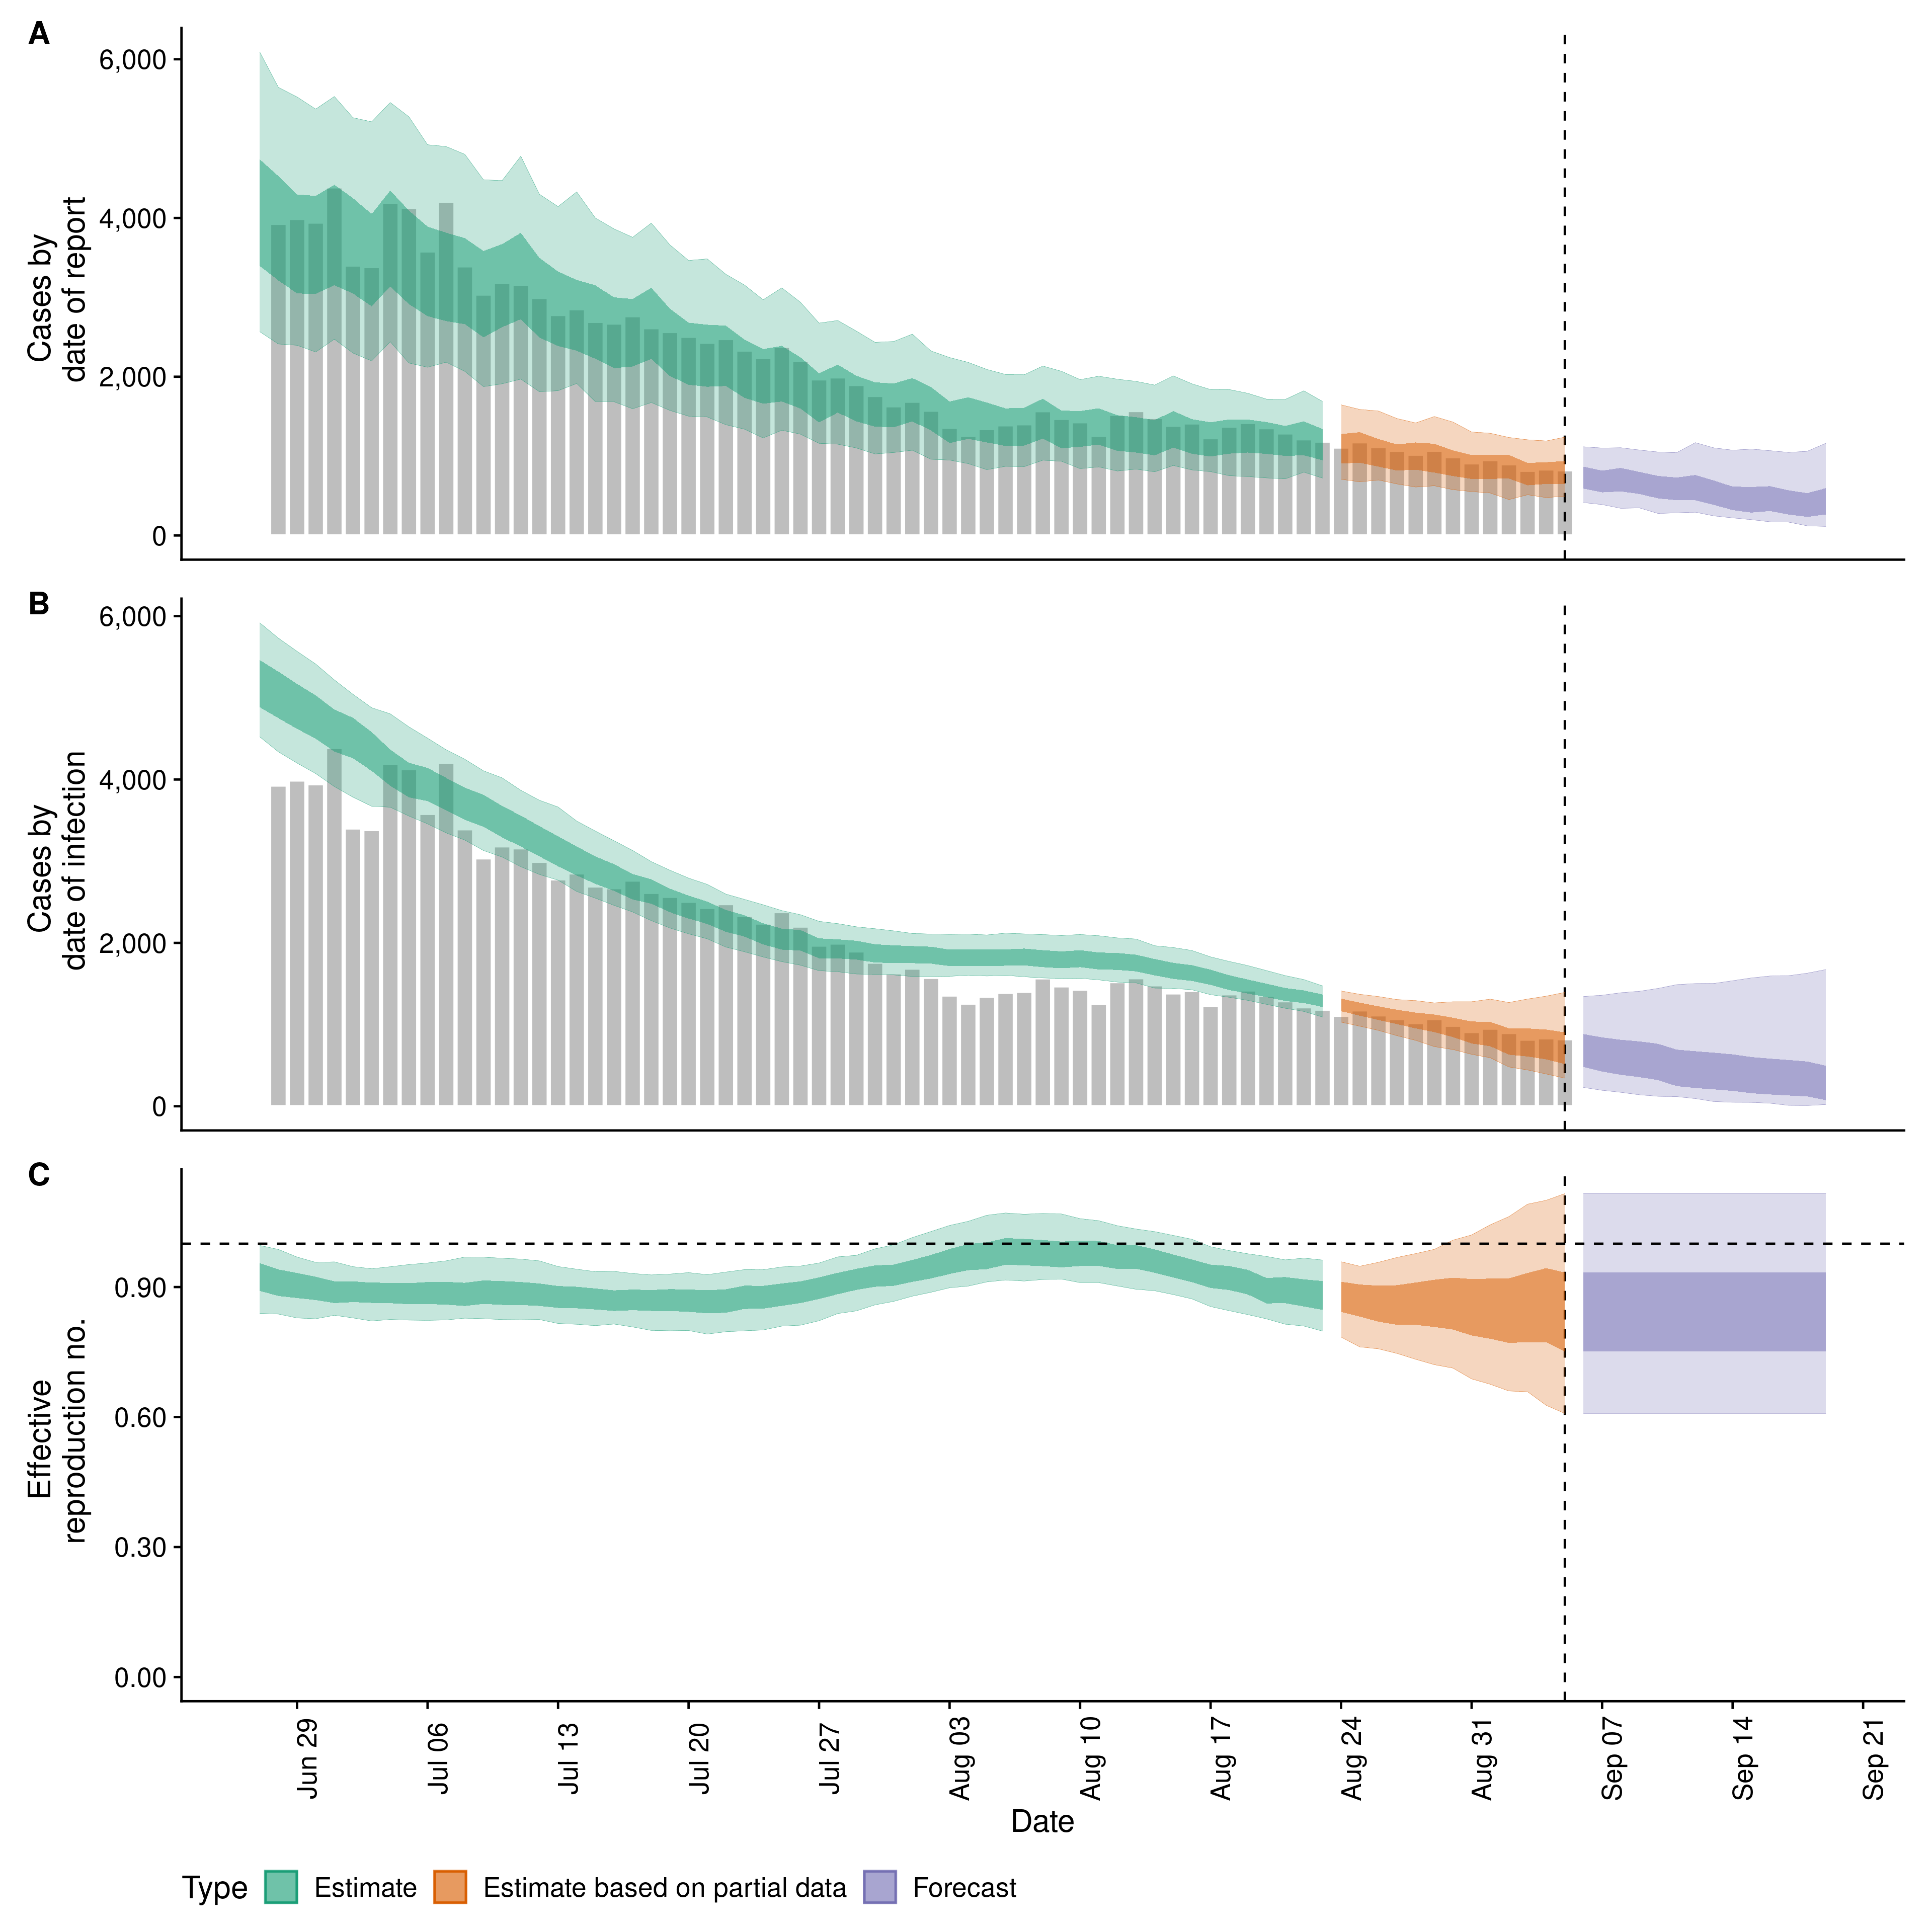 A
Cases by
date of report
6,000
4,000
2,000
0
B
Cases by
date of infection
6,000
4,000
2,000
0
C
Effective
reproduction no.
0.90
0.60
0.30
0.00
Jun 29
Jul 06
Jul 13
Jul 20
Jul 27
Aug 03
Aug 10
Aug 17
Aug 24
Aug 31
Sep 07
Sep 14
Sep 21
Date
Type Estimate Estimate based on partial data Forecast